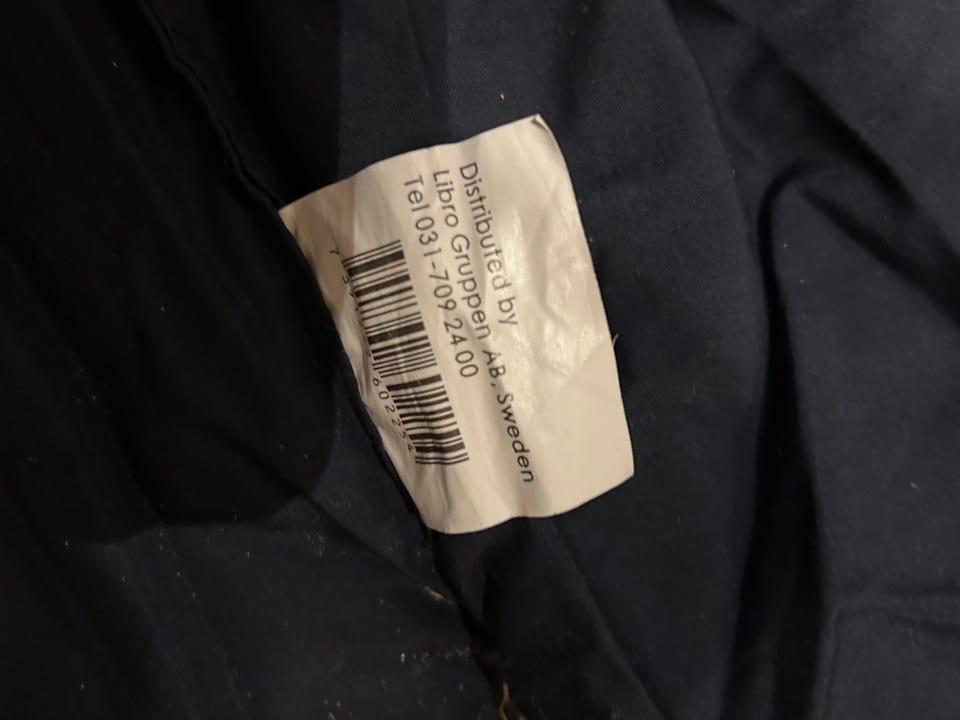 Distributed by
Libro Gruppen AB, Sweden
Tel 031-709 24 00